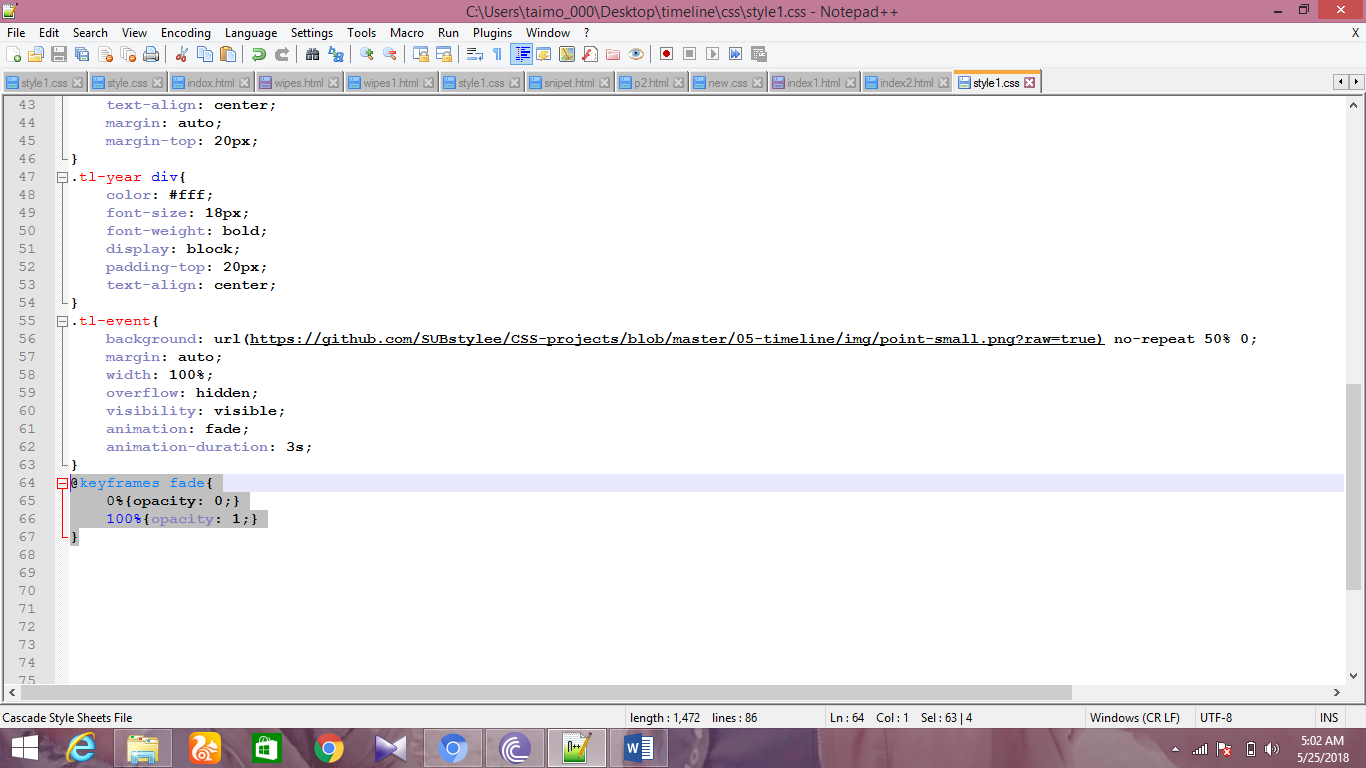 C:\Users\taimo_000\Desktop\timeline\css\style1.css - Notepad++
File Edit Search View Encoding Language Settings Tools Macro Run Plugins Window ? X
style1.css style.css indox.html wipes.html wipes1.html style1.css snipet.html p2.html new.css index1.html index2.html style1.css
43 text-align: center;
44 margin: auto;
45 margin-top: 20px;
46 }
47 .tl-year div{
48 color: #fff;
49 font-size: 18px;
50 font-weight: bold;
51 display: block;
52 padding-top: 20px;
53 text-align: center;
54 }
55 .tl-event{
56 background: url(https://github.com/SUBstylee/CSS-projects/blob/master/05-timeline/img/point-small.png?raw=true) no-repeat 50% 0;
57 margin: auto;
58 width: 100%;
59 overflow: hidden;
60 visibility: visible;
61 animation: fade;
62 animation-duration: 3s;
63 }
64 @keyframes fade{
65 0%{opacity: 0;}
66 100%{opacity: 1;}
67 }
68
69
70
71
72
73
74
75
Cascade Style Sheets File length : 1,472 lines : 86 Ln : 64 Col : 1 Sel : 63 | 4 Windows (CR LF) UTF-8 INS
5:02 AM
5/25/2018